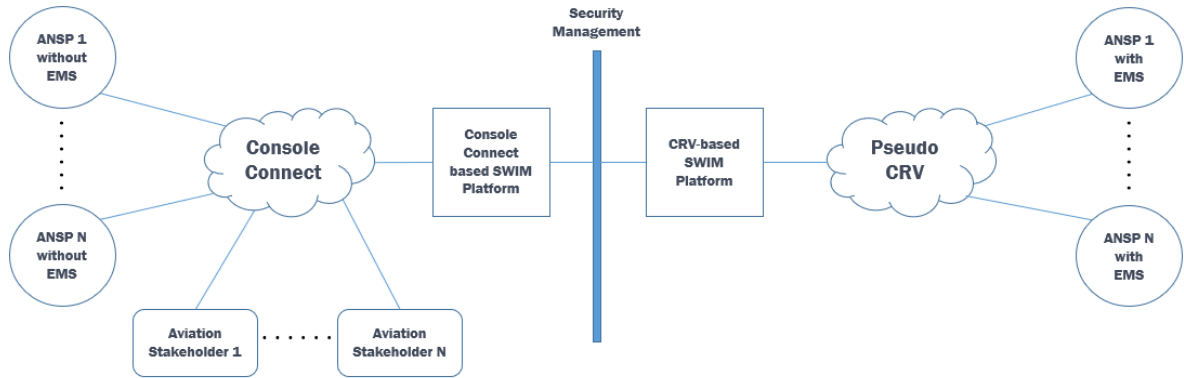 Security
Management
ANSP 1
without
EMS
Console
Connect
Console
Connect
based SWIM
Platform
CRV-based
SWIM
Platform
Pseudo
CRV
ANSP 1
with
EMS
ANSP N
without
EMS
ANSP N
with
EMS
Aviation
Stakeholder 1
Aviation
Stakeholder N